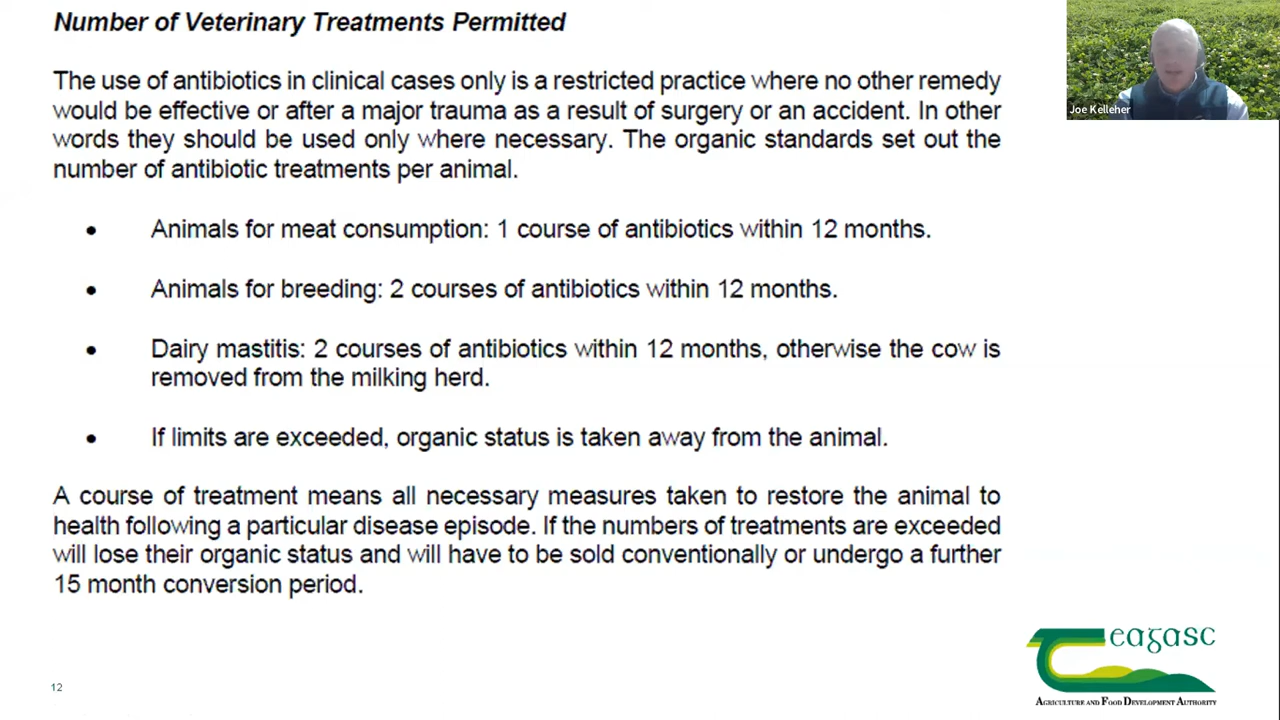 Number of Veterinary Treatments Permitted
The use of antibiotics in clinical cases only is a restricted practice where no other remedy
would be effective or after a major trauma as a result of surgery or an accident. In other
words they should be used only where necessary. The organic standards set out the
number of antibiotic treatments per animal.
• Animals for meat consumption: 1 course of antibiotics within 12 months.
• Animals for breeding: 2 courses of antibiotics within 12 months.
• Dairy mastitis: 2 courses of antibiotics within 12 months, otherwise the cow is
removed from the milking herd.
• If limits are exceeded, organic status is taken away from the animal.
A course of treatment means all necessary measures taken to restore the animal to
health following a particular disease episode. If the numbers of treatments are exceeded
will lose their organic status and will have to be sold conventionally or undergo a further
15 month conversion period.
Joe Kelleher
12
Teagasc
Agriculture and Food Development Authority